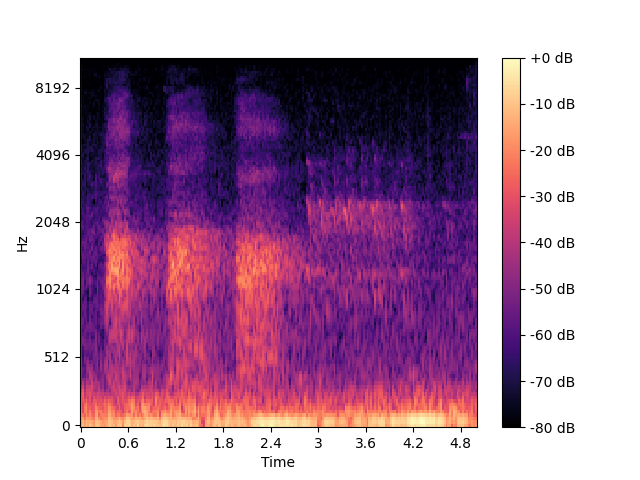 +0 dB
8192
-10 dB
4096
-20 dB
-30 dB
2048
Hz
-40 dB
1024
-50 dB
512
-60 dB
-70 dB
0
-80 dB
0 0.6 1.2 1.8 2.4 3 3.6 4.2 4.8
Time